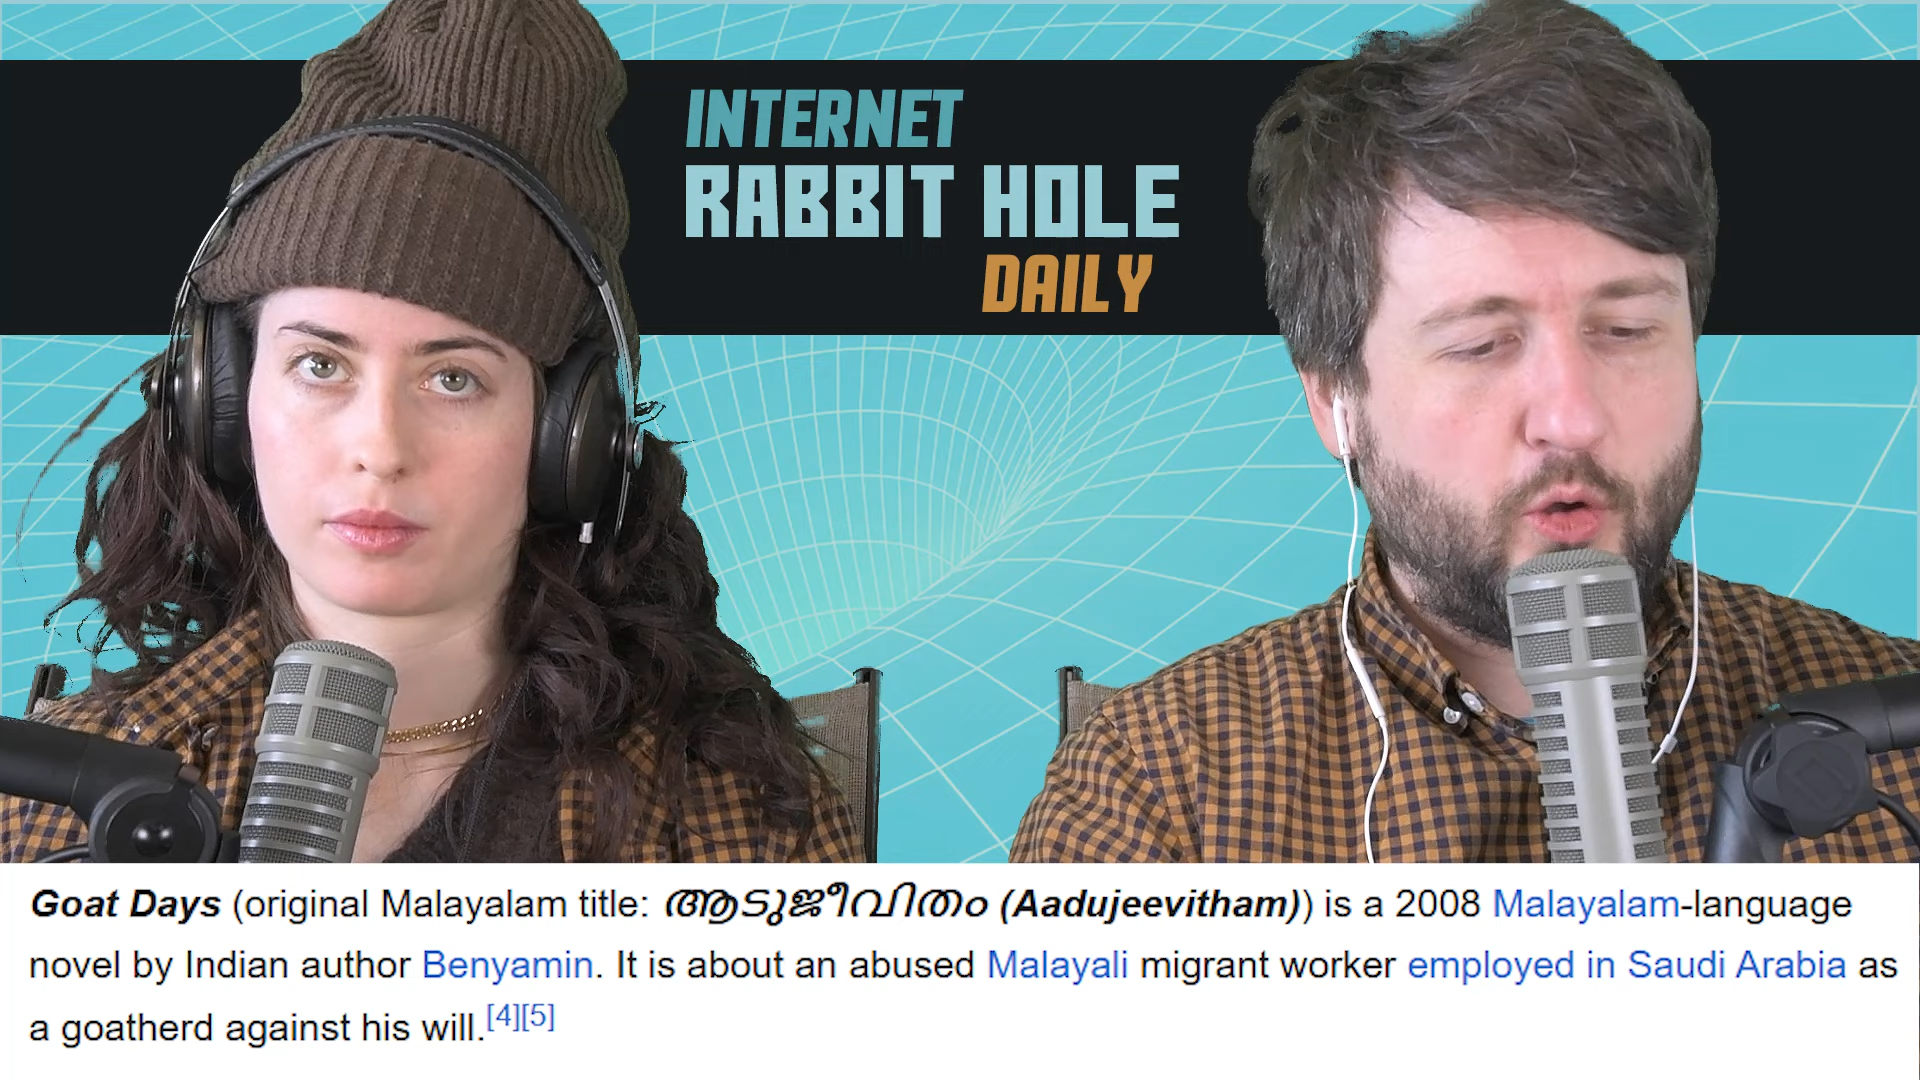 INTERNET
RABBIT HOLE
DAILY
Goat Days (original Malayalam title: ആടുജീവിതം (Aadujeevitham)) is a 2008 Malayalam-language
novel by Indian author Benyamin. It is about an abused Malayali migrant worker employed in Saudi Arabia as
a goatherd against his will.[4][5]